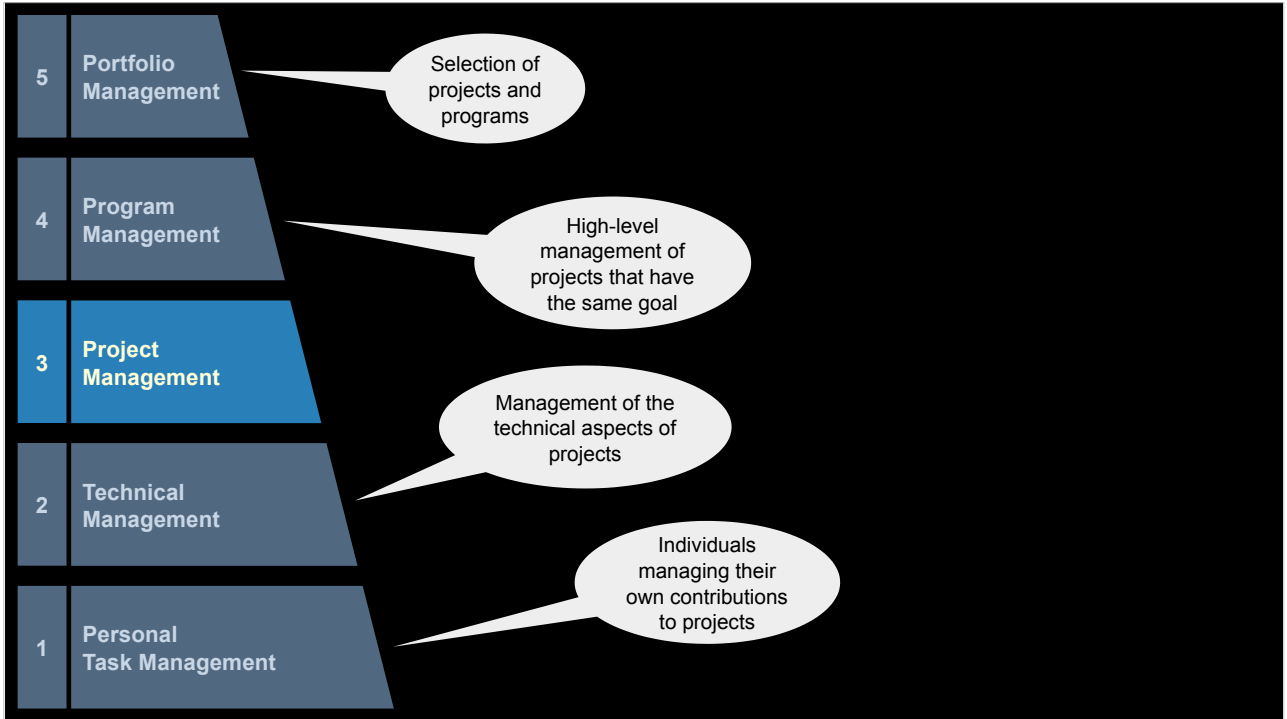 5
Portfolio
Management
Selection of
projects and
programs
4
Program
Management
High-level
management of
projects that have
the same goal
3
Project
Management
Management of the
technical aspects of
projects
2
Technical
Management
Individuals
managing their
own contributions
to projects
1
Personal
Task Management